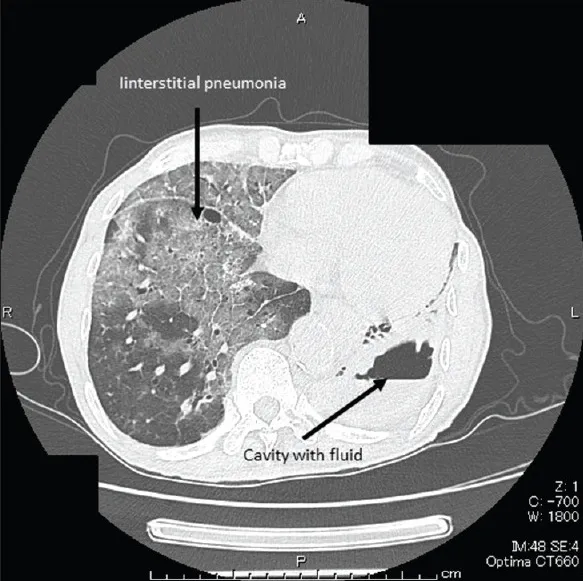 A
Iinterstitial pneumonia
R
L
Cavity with fluid
Z: 1
C: -700
W: 1800
IM:48 SE:4
Optima CT660
P
cm